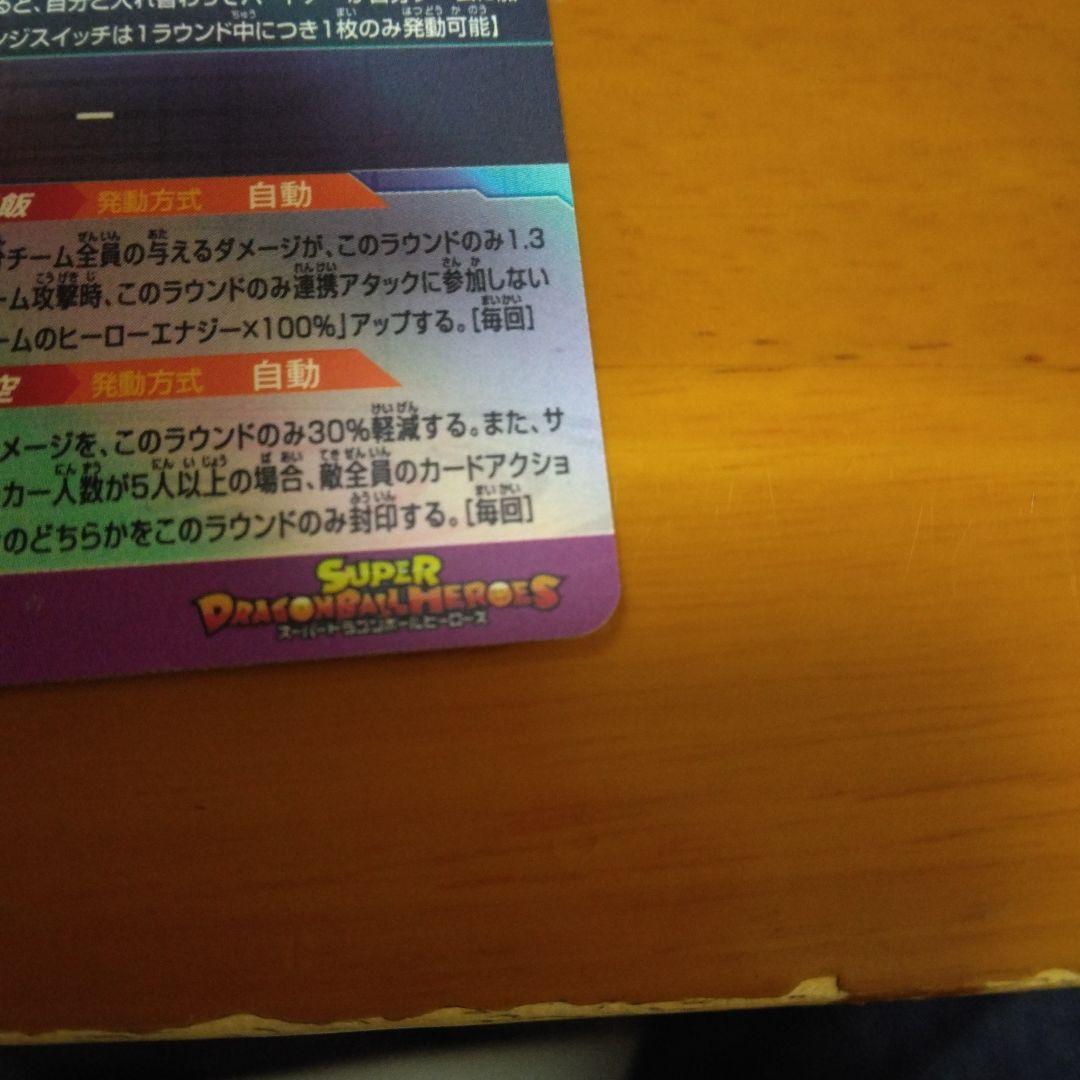 ると、自分と入れ替わって
ンジスイッチは1ラウンド中につき1枚のみ発動可能】
ー
飯 発動方式 自動
チーム全員の与えるダメージが、このラウンドのみ1.3
ーム攻撃時、このラウンドのみ連携アタックに参加しない
ームのヒーローエナジー×100%」アップする。[毎回]
空 発動方式 自動
メージを、このラウンドのみ30%軽減する。また、サ
カー人数が5人以上の場合、敵全員のカードアクショ
のどちらかをこのラウンドのみ封印する。[毎回]
SUPER
DRAGONBALL HEROES
スーパードラゴンボールヒーローズ